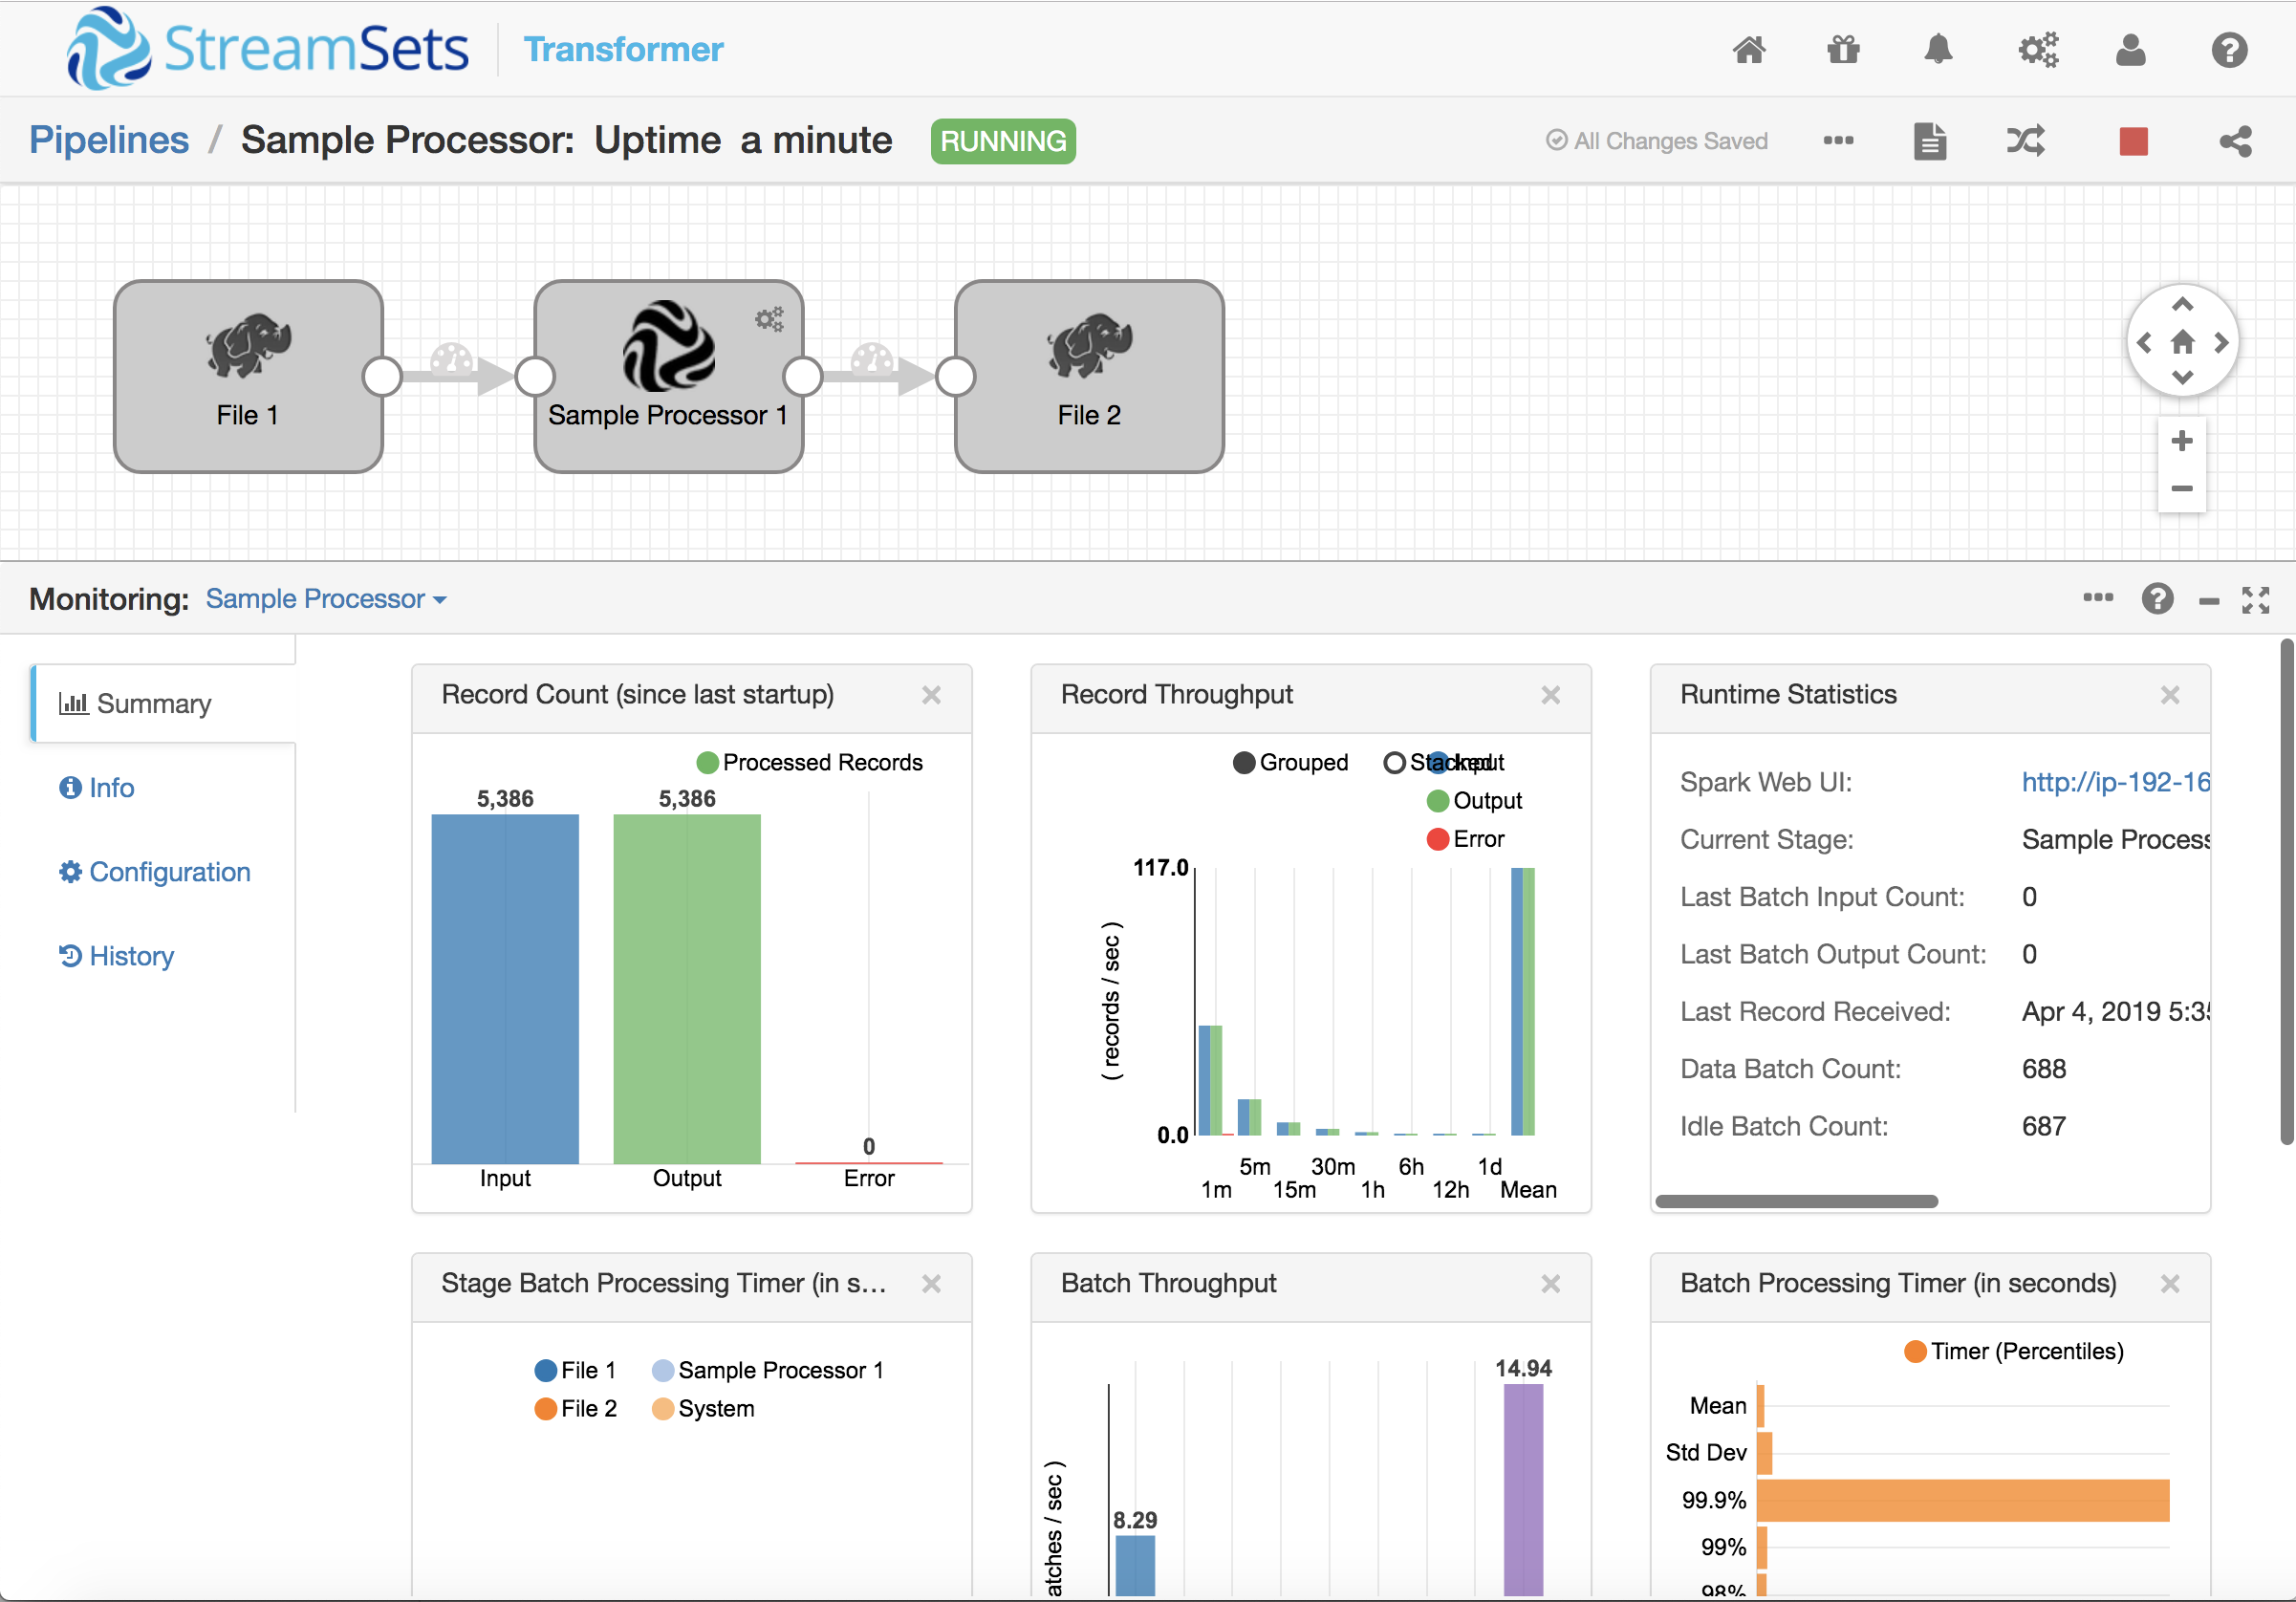 StreamSets Transformer
Pipelines / Sample Processor: Uptime a minute RUNNING All Changes Saved
File 1
Sample Processor 1
File 2
Monitoring: Sample Processor
Summary
Info
Configuration
History
Record Count (since last startup)
Processed Records
5,386 5,386
0
Input Output Error
Record Throughput
Grouped Stacked Input
Output
Error
117.0
( records / sec )
0.0
5m 30m 6h 1d
1m 15m 1h 12h Mean
Runtime Statistics
Spark Web UI: http://ip-192-16
Current Stage: Sample Process
Last Batch Input Count: 0
Last Batch Output Count: 0
Last Record Received: Apr 4, 2019 5:35
Data Batch Count: 688
Idle Batch Count: 687
Stage Batch Processing Timer (in s...
File 1 Sample Processor 1
File 2 System
Batch Throughput
14.94
8.29
atches / sec )
Batch Processing Timer (in seconds)
Timer (Percentiles)
Mean
Std Dev
99.9%
99%
98%